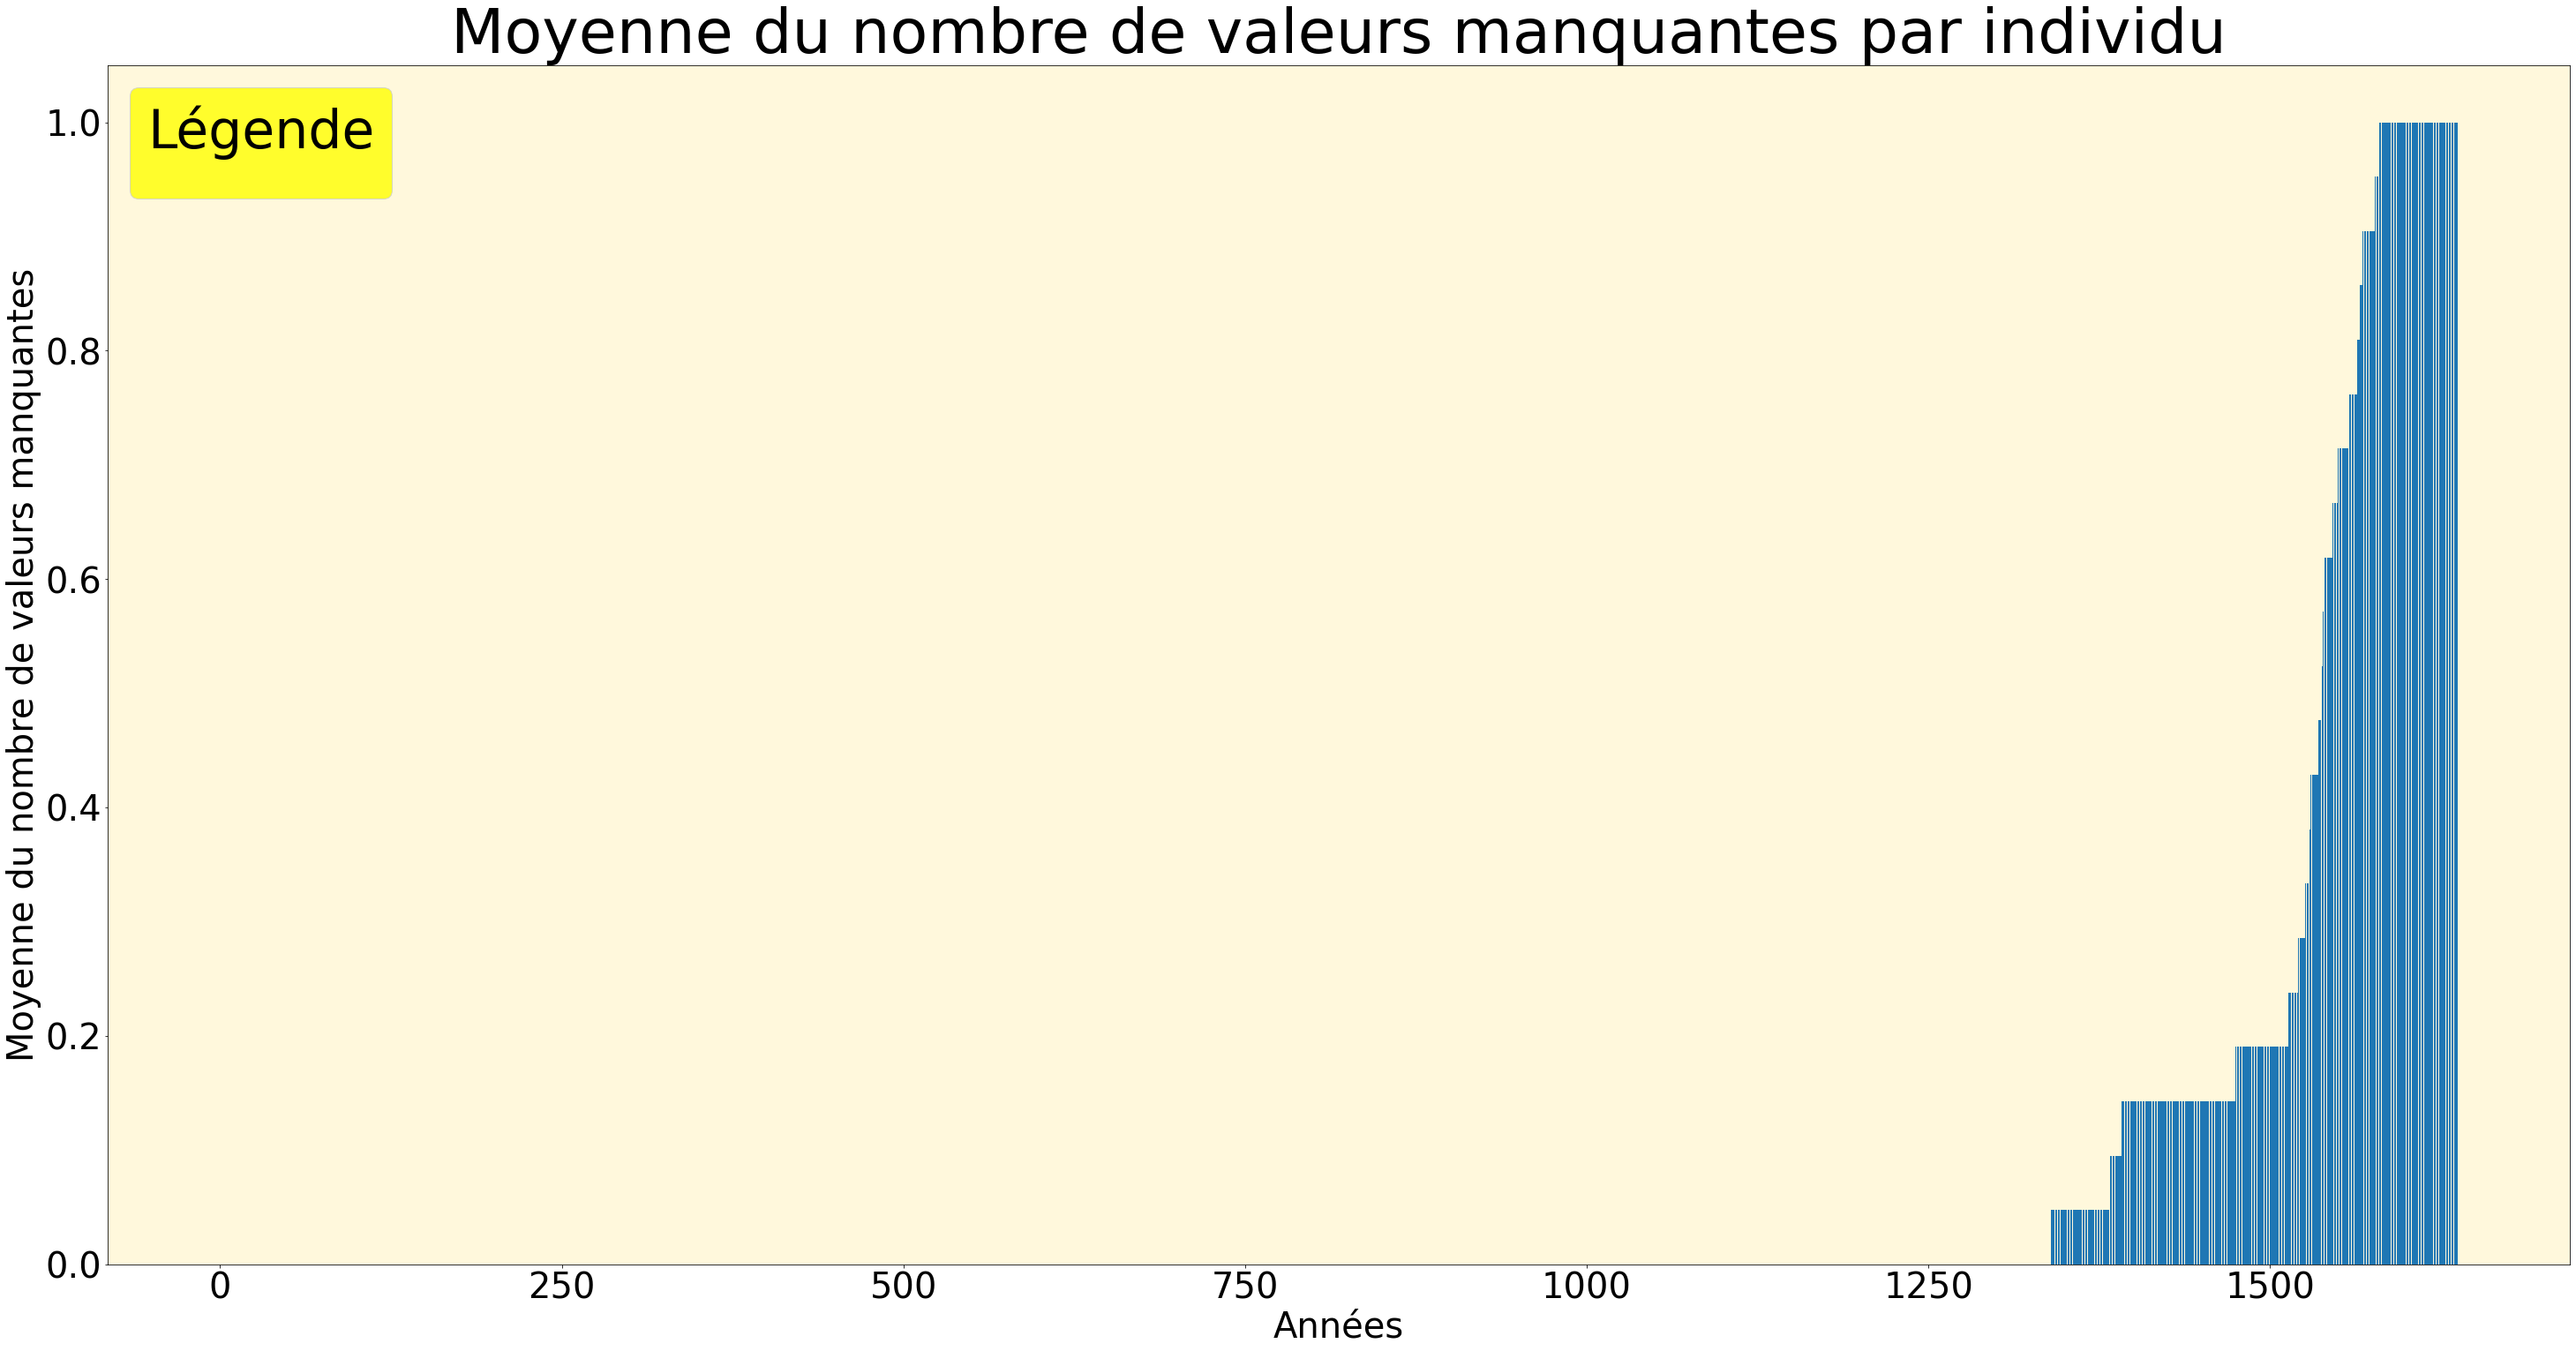 Moyenne du nombre de valeurs manquantes par individu
Légende
Moyenne du nombre de valeurs manquantes
1.0
0.8
0.6
0.4
0.2
0.0
0 250 500 750 1000 1250 1500
Années